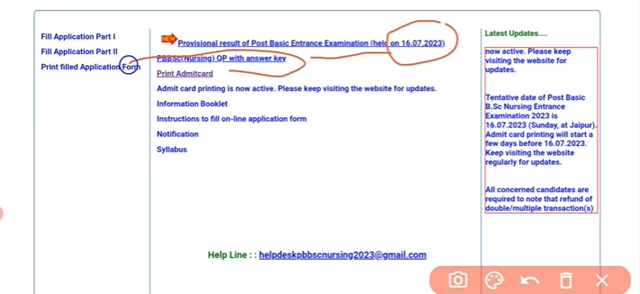 Fill Application Part I
Fill Application Part II
Print filled Application Form
NEW
Provisional result of Post Basic Entrance Examination (held on 16.07.2023)
PBBSc(Nursing) QP with answer key
Print Admitcard
Admit card printing is now active. Please keep visiting the website for updates.
Information Booklet
Instructions to fill on-line application form
Notification
Syllabus
Help Line : : helpdeskpbbscnursing2023@gmail.com
Latest Updates....
now active. Please keep
visiting the website for
updates.
Tentative date of Post Basic
B.Sc Nursing Entrance
Examination 2023 is
16.07.2023 (Sunday, at Jaipur).
Admit card printing will start a
few days before 16.07.2023.
Keep visiting the website
regularly for updates.
All concerned candidates are
required to note that refund of
double/multiple transaction(s)